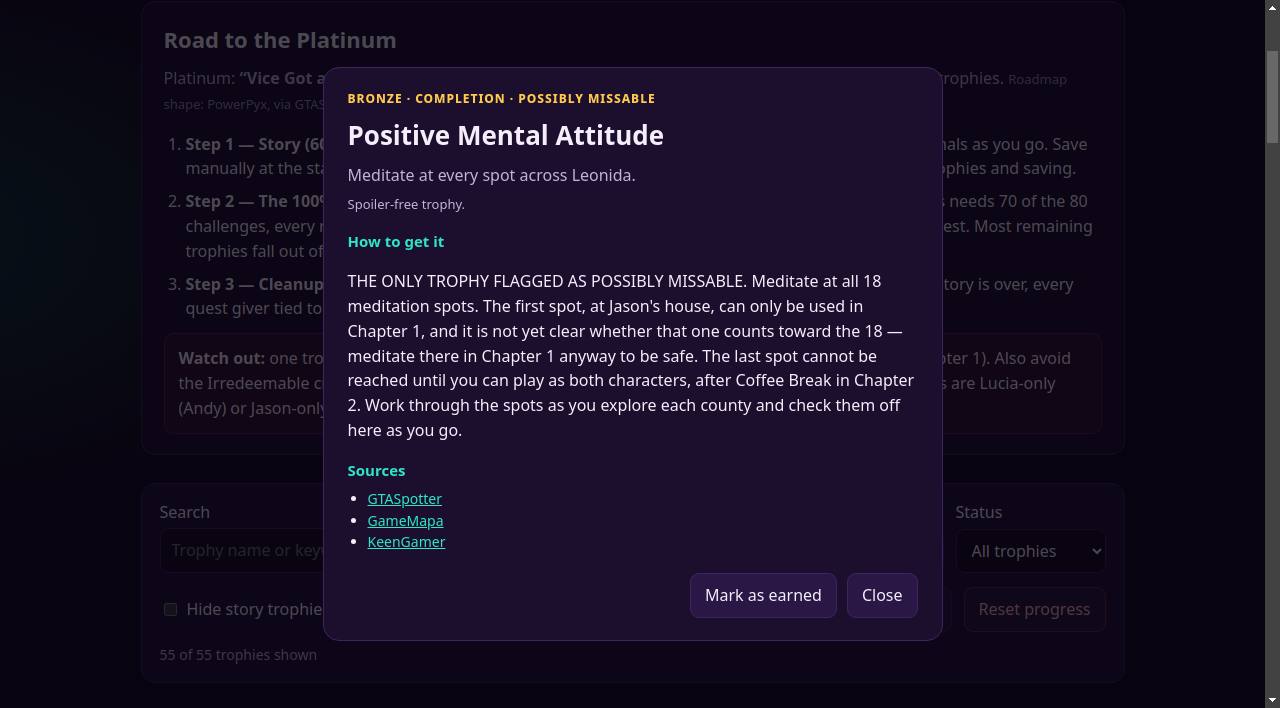 Road to the Platinum
Platinum: “Vice Got a
rophies. Roadmap
shape: PowerPyx, via GTAS
1. Step 1 — Story (60
nals as you go. Save
manually at the sta
phies and saving.
2. Step 2 — The 100%
s needs 70 of the 80
challenges, every r
est. Most remaining
trophies fall out of
3. Step 3 — Cleanup
tory is over, every
quest giver tied to
Watch out: one tro
pter 1). Also avoid
the Irredeemable c
s are Lucia-only
(Andy) or Jason-only
BRONZE · COMPLETION · POSSIBLY MISSABLE
Positive Mental Attitude
Meditate at every spot across Leonida.
Spoiler-free trophy.
How to get it
THE ONLY TROPHY FLAGGED AS POSSIBLY MISSABLE. Meditate at all 18
meditation spots. The first spot, at Jason's house, can only be used in
Chapter 1, and it is not yet clear whether that one counts toward the 18 —
meditate there in Chapter 1 anyway to be safe. The last spot cannot be
reached until you can play as both characters, after Coffee Break in Chapter
2. Work through the spots as you explore each county and check them off
here as you go.
Sources
• GTASpotter
• GameMapa
• KeenGamer
Mark as earned
Close
Search
Status
Trophy name or keyw
All trophies
Hide story trophie
Reset progress
55 of 55 trophies shown